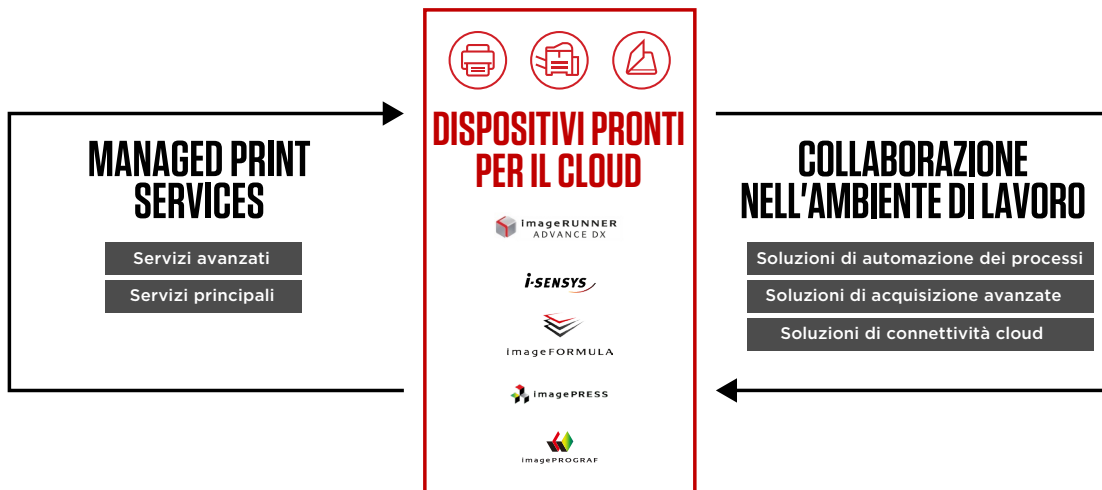 MANAGED PRINT
SERVICES
Servizi avanzati
Servizi principali
DISPOSITIVI PRONTI
PER IL CLOUD
imageRUNNER
ADVANCE DX
i-SENSYS
imageFORMULA
imagePRESS
imagePROGRAF
COLLABORAZIONE
NELL'AMBIENTE DI LAVORO
Soluzioni di automazione dei processi
Soluzioni di acquisizione avanzate
Soluzioni di connettività cloud